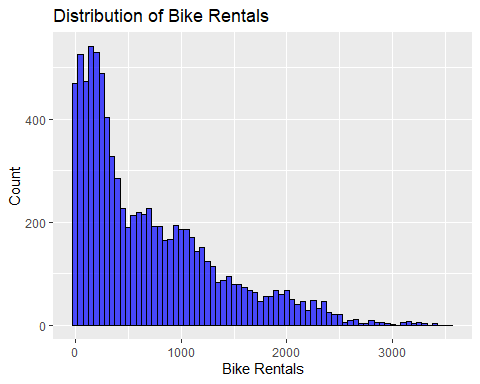 Distribution of Bike Rentals
Count
400
200
0
0 1000 2000 3000
Bike Rentals